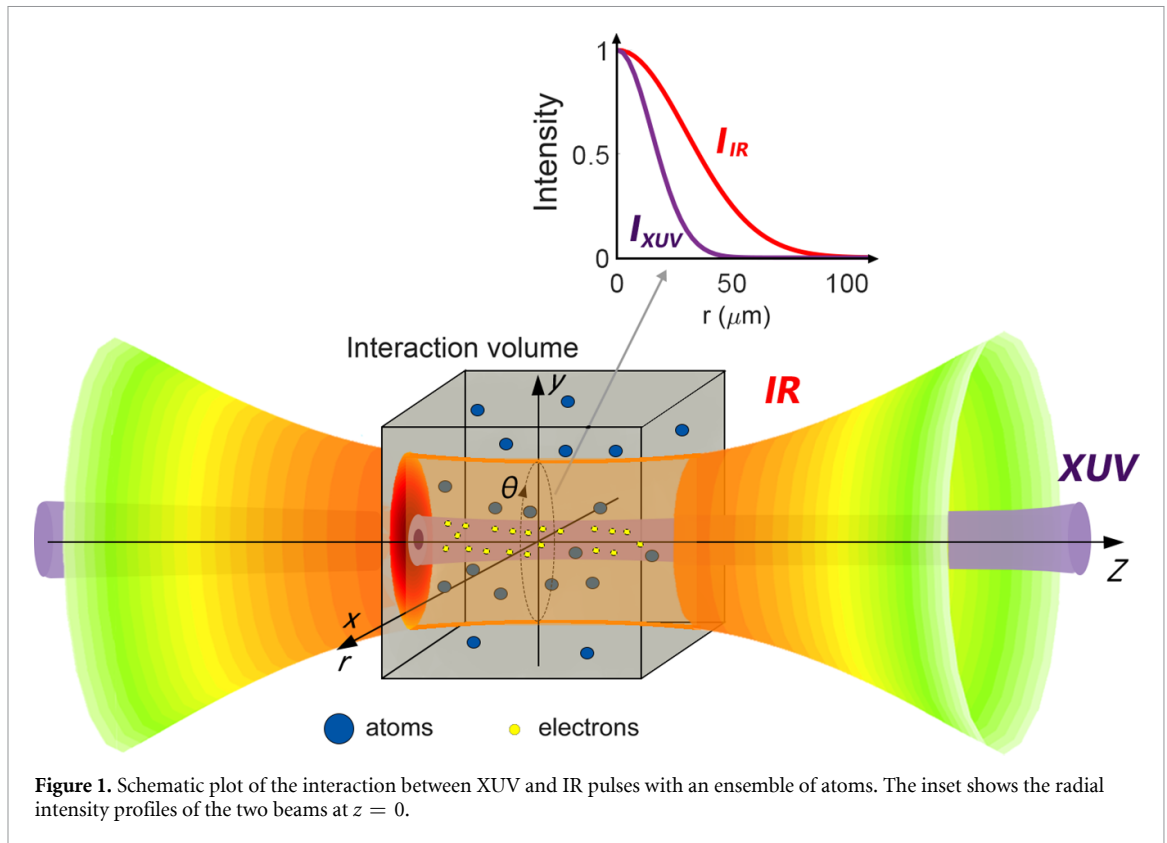 1
Intensity
I IR
0.5
I XUV
0
0
50
100
r (μm)
Interaction volume
y
IR
XUV
θ
Z
x
r
atoms
electrons
Figure 1. Schematic plot of the interaction between XUV and IR pulses with an ensemble of atoms. The inset shows the radial
intensity profiles of the two beams at z = 0.